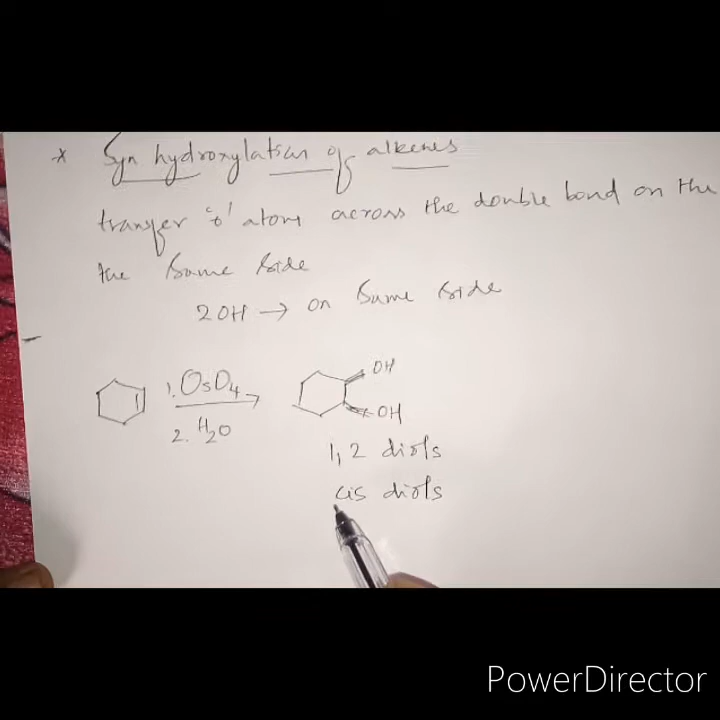 * Syn hydroxylation of alkenes
transfer 'o' atoms across the double bond on the
the Same side
2OH → on Same side
1. OsO4
2. H2O
OH
OH
1,2 diols
cis diols
PowerDirector